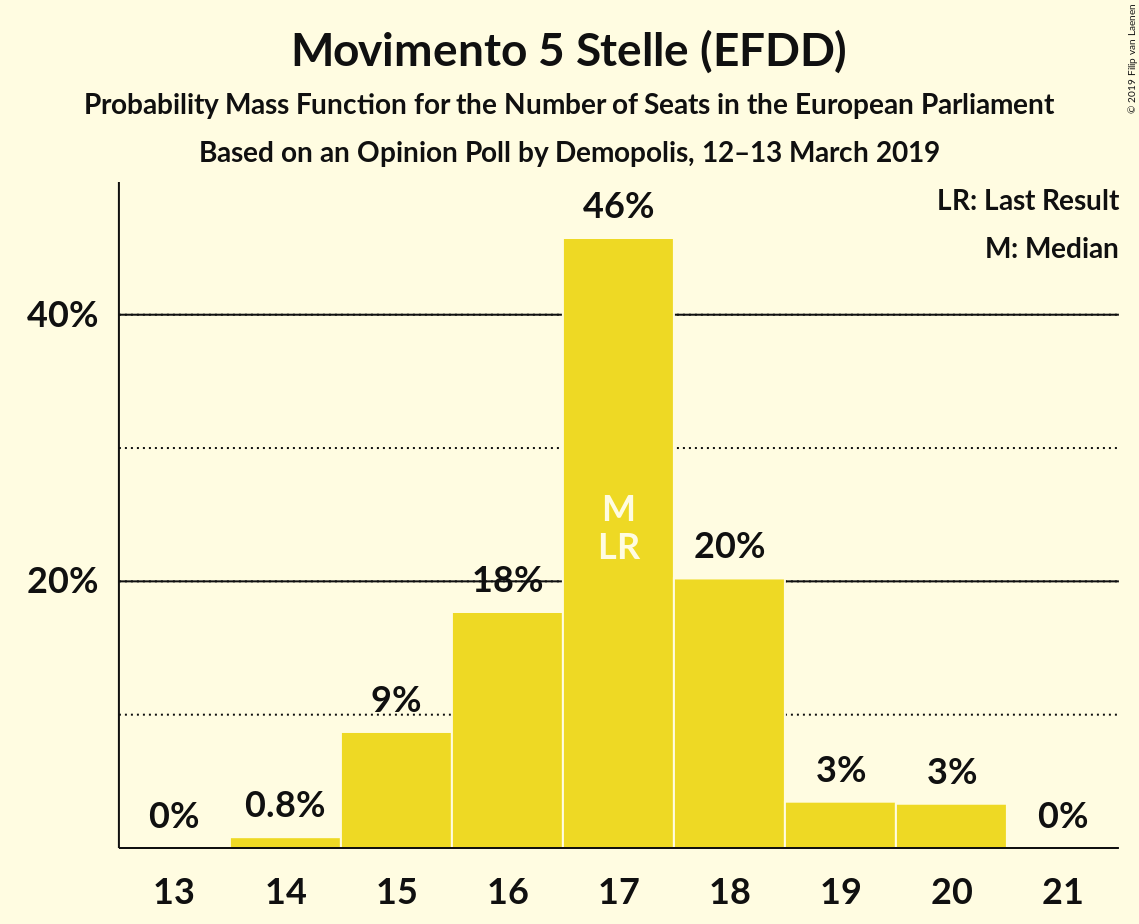 Movimento 5 Stelle (EFDD)
Probability Mass Function for the Number of Seats in the European Parliament
Based on an Opinion Poll by Demopolis, 12–13 March 2019
© 2019 Filip van Laenen
LR: Last Result
M: Median
46%
40%
M
LR
20%
20%
18%
9%
3%
3%
0.8%
0%
0%
13 14 15 16 17 18 19 20 21